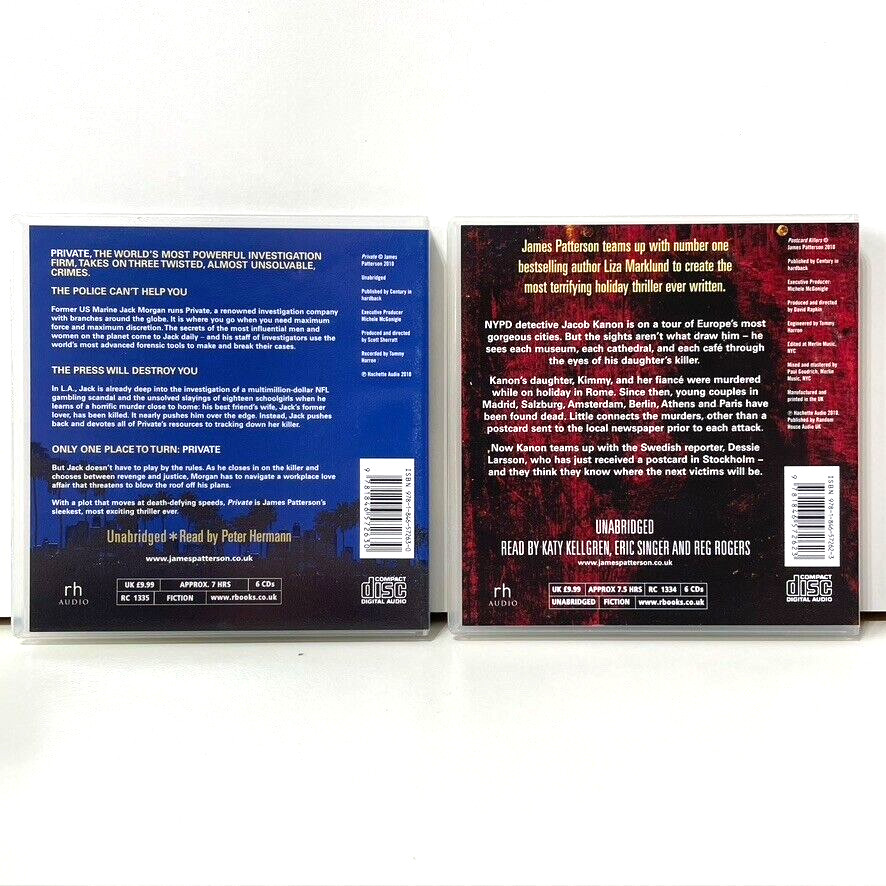 PRIVATE, THE WORLD'S MOST POWERFUL INVESTIGATION
FIRM, TAKES ON THREE TWISTED, ALMOST UNSOLVABLE,
CRIMES.
THE POLICE CAN'T HELP YOU
Former US Marine Jack Morgan runs Private, a renowned investigation company
with branches around the globe. It is where you go when you need maximum
force and maximum discretion. The secrets of the most influential men and
women on the planet come to Jack daily – and his staff of investigators use the
world's most advanced forensic tools to make and break their cases.
THE PRESS WILL DESTROY YOU
In L.A., Jack is already deep into the investigation of a multimillion-dollar NFL
gambling scandal and the unsolved slayings of eighteen schoolgirls when he
learns of a horrific murder close to home: his best friend's wife, Jack's former
lover, has been killed. It nearly pushes him over the edge. Instead, Jack pushes
back and devotes all of Private's resources to tracking down her killer.
ONLY ONE PLACE TO TURN: PRIVATE
But Jack doesn't have to play by the rules. As he closes in on the killer and
chooses between revenge and justice, Morgan has to navigate a workplace love
affair that threatens to blow the roof off his plans.
With a plot that moves at death-defying speeds, Private is James Patterson's
sleekest, most exciting thriller ever.
Unabridged * Read by Peter Hermann
www.jamespatterson.co.uk
rh
AUDIO
UK £9.99 APPROX. 7 HRS 6 CDs
RC 1335 FICTION www.rbooks.co.uk
COMPACT
disc
DIGITAL AUDIO
Private © James
Patterson 2010
Unabridged
Published by Century in
hardback
Executive Producer
Michele McGonigle
Produced and directed
by Scott Sherratt
Recorded by Tommy
Harron
℗ Hachette Audio 2010
ISBN 978-1-846-57263-0
9 781846 572630
James Patterson teams up with number one
bestselling author Liza Marklund to create the
most terrifying holiday thriller ever written.
NYPD detective Jacob Kanon is on a tour of Europe's most
gorgeous cities. But the sights aren't what draw him – he
sees each museum, each cathedral, and each café through
the eyes of his daughter's killer.
Kanon's daughter, Kimmy, and her fiancé were murdered
while on holiday in Rome. Since then, young couples in
Madrid, Salzburg, Amsterdam, Berlin, Athens and Paris have
been found dead. Little connects the murders, other than a
postcard sent to the local newspaper prior to each attack.
Now Kanon teams up with the Swedish reporter, Dessie
Larsson, who has just received a postcard in Stockholm –
and they think they know where the next victims will be.
UNABRIDGED
READ BY KATY KELLGREN, ERIC SINGER AND REG ROGERS
www.jamespatterson.co.uk
rh
AUDIO
UK £9.99 APPROX 7.5 HRS RC 1334 6 CDs
UNABRIDGED FICTION www.rbooks.co.uk
COMPACT
disc
DIGITAL AUDIO
Postcard Killers ©
James Patterson 2010
Published by Century in
hardback
Executive Producer:
Michele McGonigle
Produced and directed
by David Rapkin
Engineered by Tommy
Harron
Edited at Merlin Music,
NYC
Mixed and mastered by
Paul Goodrich, Merlin
Music, NYC
Manufactured and
printed in the UK
℗ Hachette Audio 2010.
Published by Random
House Audio UK
ISBN 978-1-846-57262-3
9 781846 572623